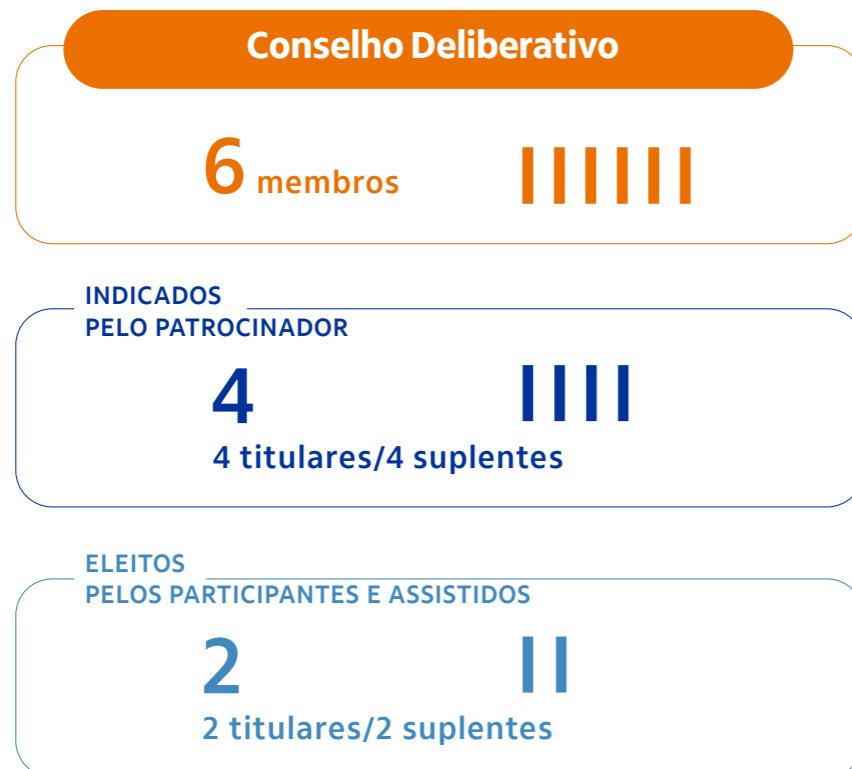 Conselho Deliberativo
6 membros
INDICADOS
PELO PATROCINADOR
4
4 titulares/4 suplentes
ELEITOS
PELOS PARTICIPANTES E ASSISTIDOS
2
2 titulares/2 suplentes